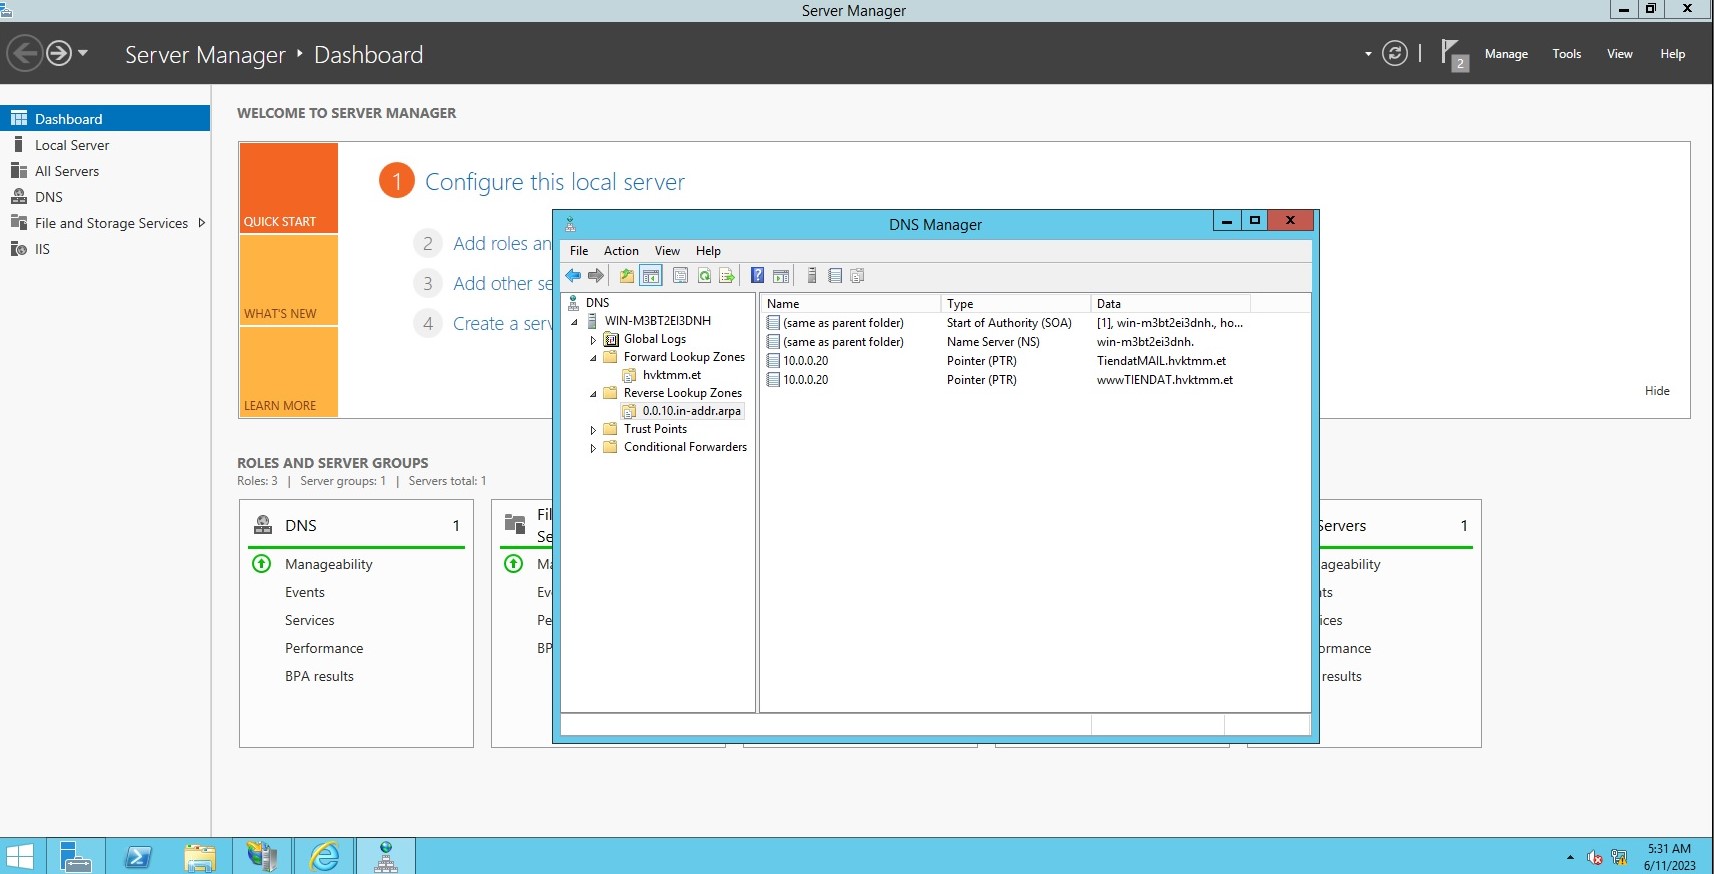 Server Manager
Server Manager ‣ Dashboard
2 Manage Tools View Help
Dashboard
Local Server
All Servers
DNS
File and Storage Services
IIS
WELCOME TO SERVER MANAGER
QUICK START
WHAT'S NEW
LEARN MORE
1 Configure this local server
2 Add roles an
3 Add other se
4 Create a serv
Hide
DNS Manager
File Action View Help
DNS
WIN-M3BT2EI3DNH
Global Logs
Forward Lookup Zones
hvktmm.et
Reverse Lookup Zones
0.0.10.in-addr.arpa
Trust Points
Conditional Forwarders
Name Type Data
(same as parent folder) Start of Authority (SOA) [1], win-m3bt2ei3dnh., ho...
(same as parent folder) Name Server (NS) win-m3bt2ei3dnh.
10.0.0.20 Pointer (PTR) TiendatMAIL.hvktmm.et
10.0.0.20 Pointer (PTR) wwwTIENDAT.hvktmm.et
ROLES AND SERVER GROUPS
Roles: 3 | Server groups: 1 | Servers total: 1
DNS 1
Manageability
Events
Services
Performance
BPA results
Fil
Se
Ma
Ev
Pe
BP
Servers 1
ageability
nts
ices
ormance
results
5:31 AM
6/11/2023